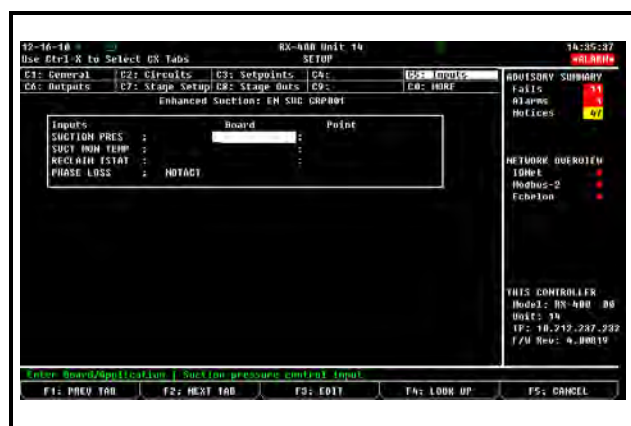 12-16-10
RX-400 Unit 14
14:35:37
Use Ctrl-X to Select CX Tabs
SETUP
*ALARM*
C1: General
C2: Circuits
C3: Setpoints
C4:
C5: Inputs
C6: Outputs
C7: Stage Setup
C8: Stage Outs
C9:
C0: MORE
Enhanced Suction: EN SUC GRP001
Inputs Board Point
SUCTION PRES : :
SUCT MON TEMP : :
RECLAIM TSTAT : :
PHASE LOSS : NOTACT
ADVISORY SUMMARY
Fails
Alarms
Notices 47
NETWORK OVERVIEW
IONet
Modbus-2
Echelon
THIS CONTROLLER
Model: RX-400
Unit: 14
IP: 10.212.237.232
F/W Rev: 4.00B19
Enter Board/Application | Suction pressure control input
F1: PREV TAB
F2: NEXT TAB
F3: EDIT
F4: LOOK UP
F5: CANCEL